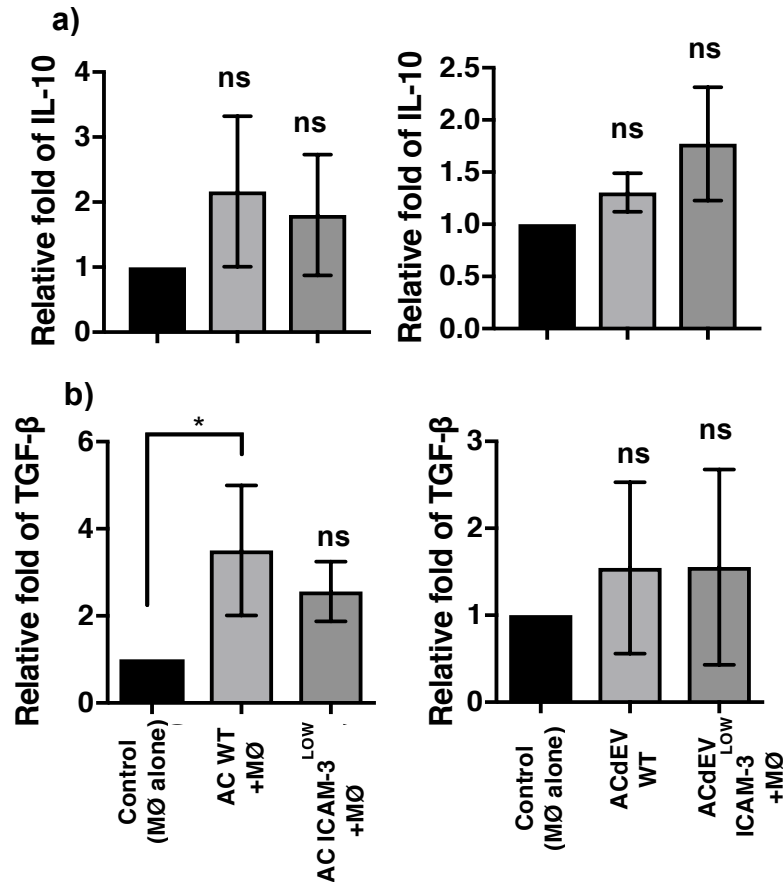 a)
Relative fold of IL-10
4
3
2
1
0
ns
ns
Relative fold of IL-10
2.5
2.0
1.5
1.0
0.5
0.0
ns
ns
b)
Relative fold of TGF-β
6
4
2
0
*
ns
Control
(MØ alone)
AC WT
+MØ
AC ICAM-3 LOW
+MØ
Relative fold of TGF-β
3
2
1
0
ns
ns
Control
(MØ alone)
ACdEV
WT
ACdEV LOW
ICAM-3
+MØ